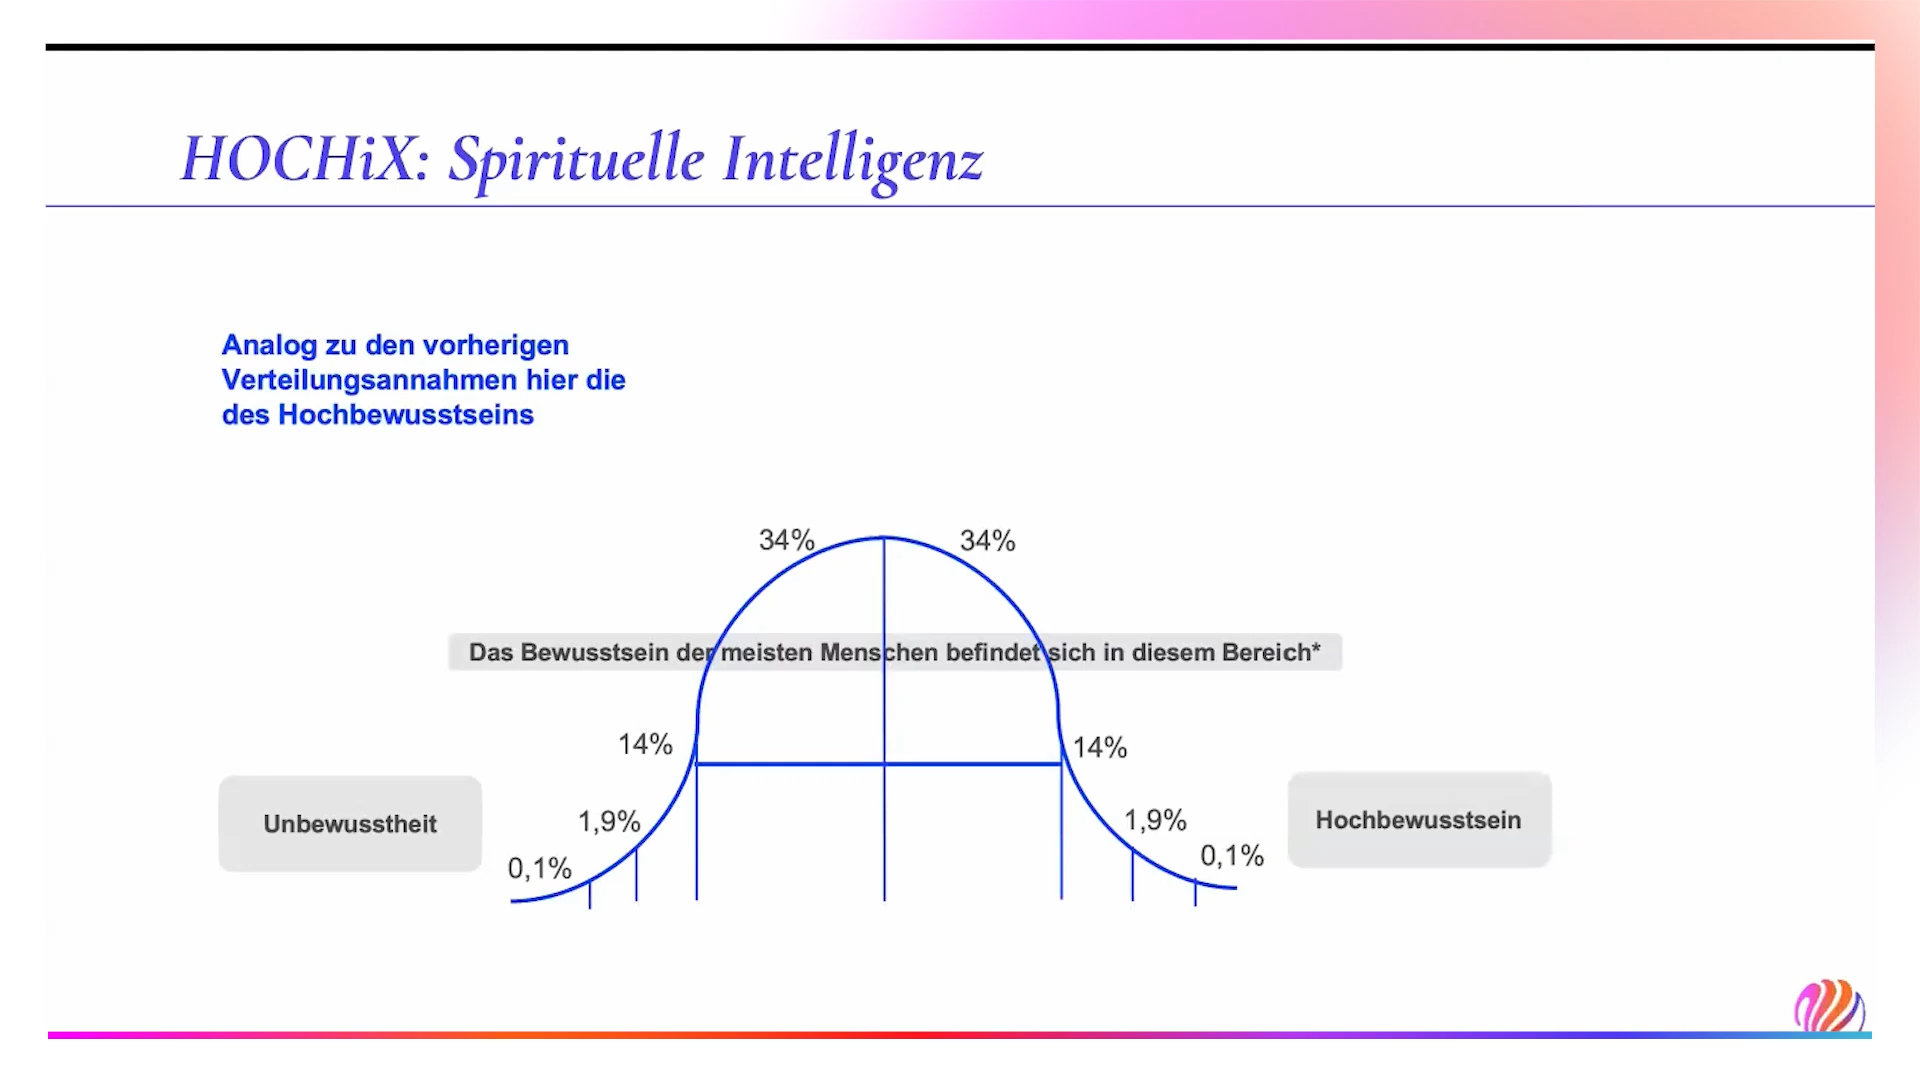 HOCHiX: Spirituelle Intelligenz
Analog zu den vorherigen
Verteilungsannahmen hier die
des Hochbewusstseins
34%
34%
Das Bewusstsein der meisten Menschen befindet sich in diesem Bereich*
14%
14%
Unbewusstheit
1,9%
1,9%
Hochbewusstsein
0,1%
0,1%